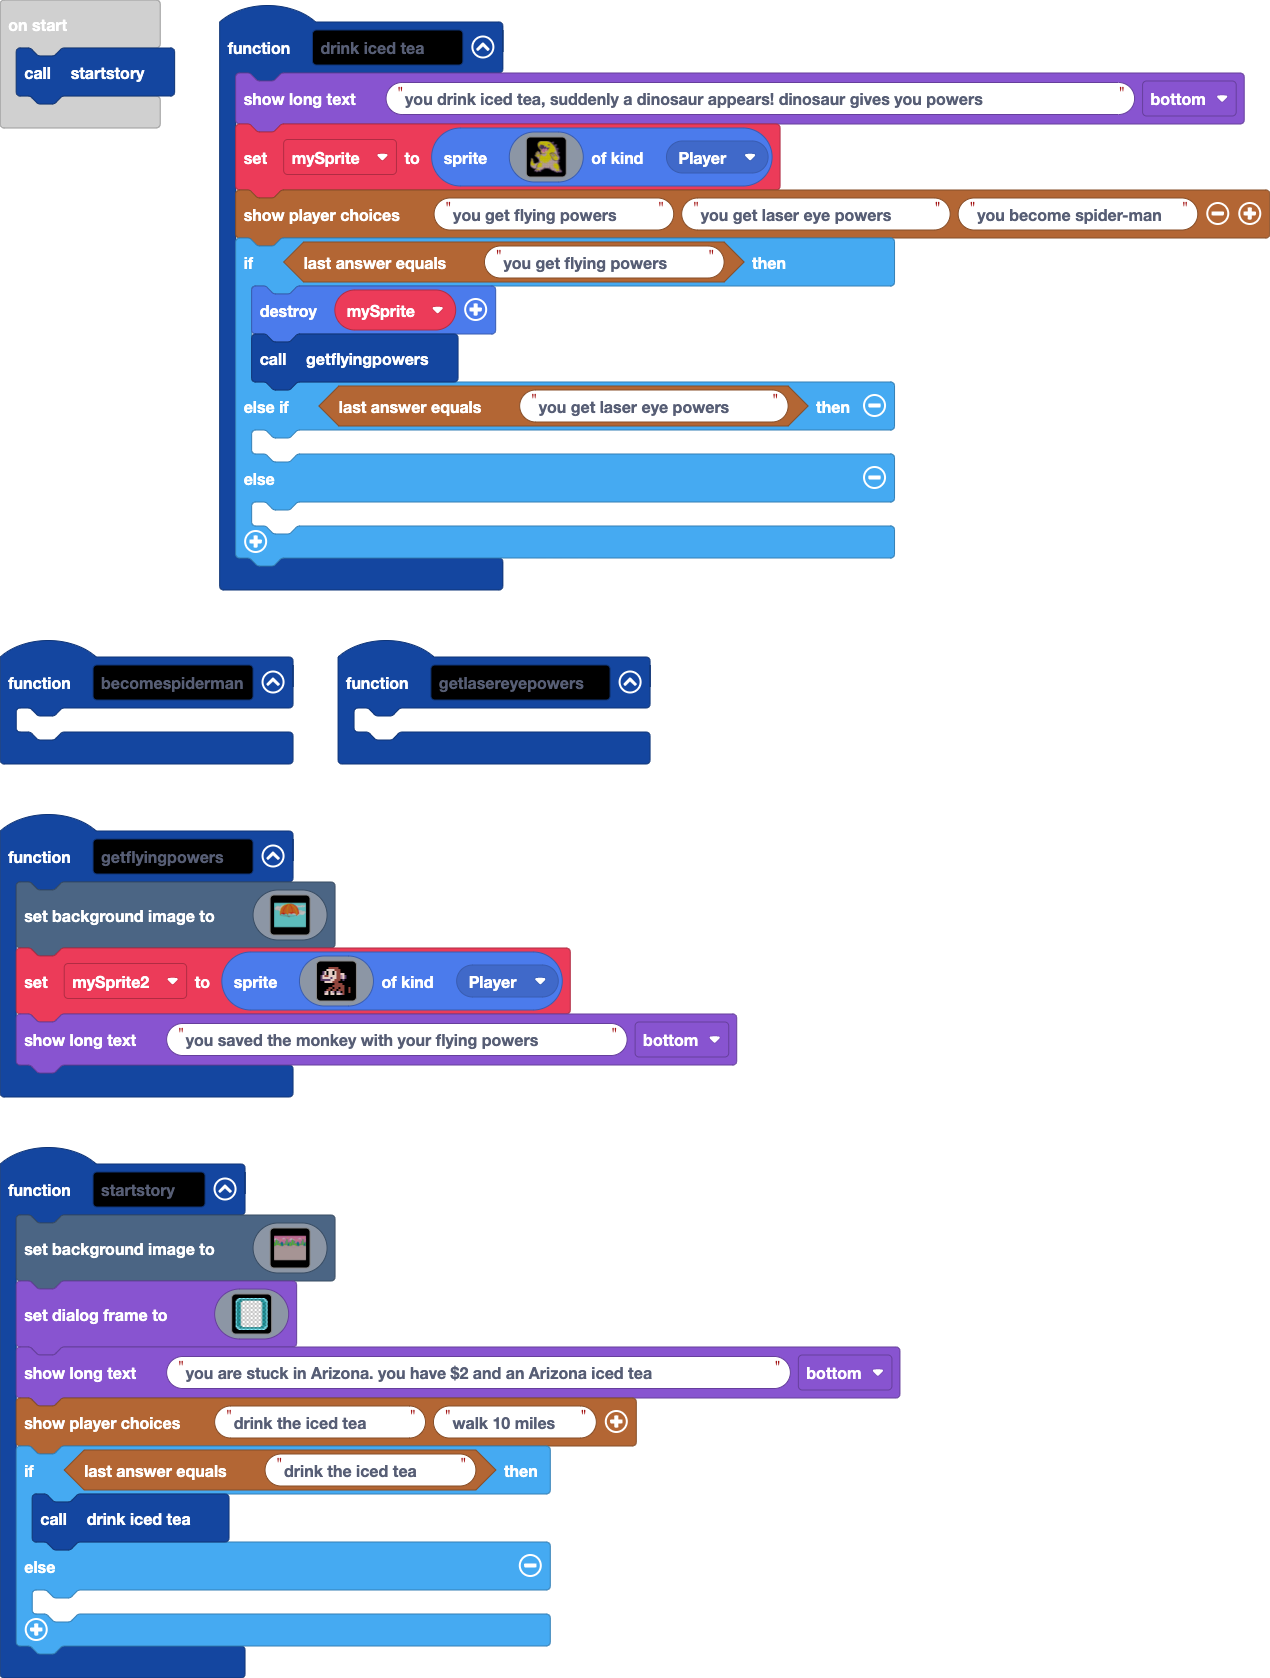 on start
call startstory
function drink iced tea
show long text "you drink iced tea, suddenly a dinosaur appears! dinosaur gives you powers" bottom
set mySprite to sprite of kind Player
show player choices "you get flying powers" "you get laser eye powers" "you become spider-man"
if last answer equals "you get flying powers" then
destroy mySprite
call getflyingpowers
else if last answer equals "you get laser eye powers" then
else
function becomespiderman
function getlasereyepowers
function getflyingpowers
set background image to
set mySprite2 to sprite of kind Player
show long text "you saved the monkey with your flying powers" bottom
function startstory
set background image to
set dialog frame to
show long text "you are stuck in Arizona. you have $2 and an Arizona iced tea" bottom
show player choices "drink the iced tea" "walk 10 miles"
if last answer equals "drink the iced tea" then
call drink iced tea
else